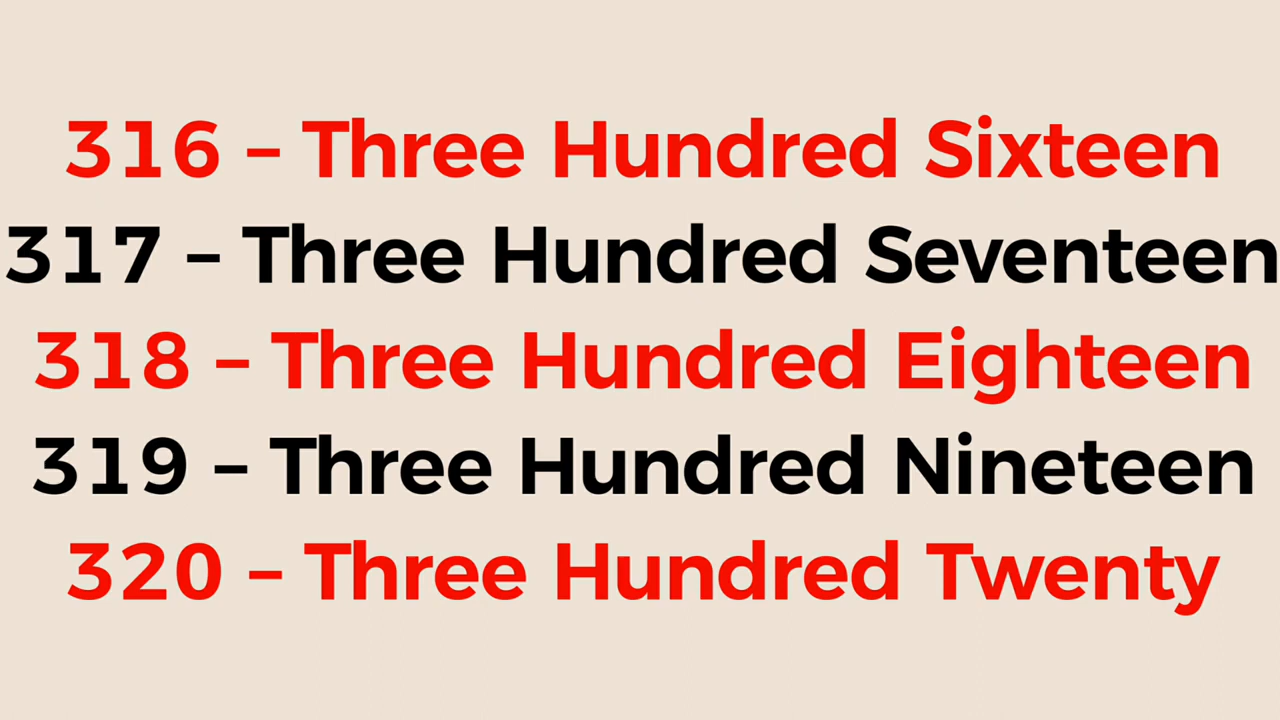 316 – Three Hundred Sixteen
317 – Three Hundred Seventeen
318 – Three Hundred Eighteen
319 – Three Hundred Nineteen
320 – Three Hundred Twenty